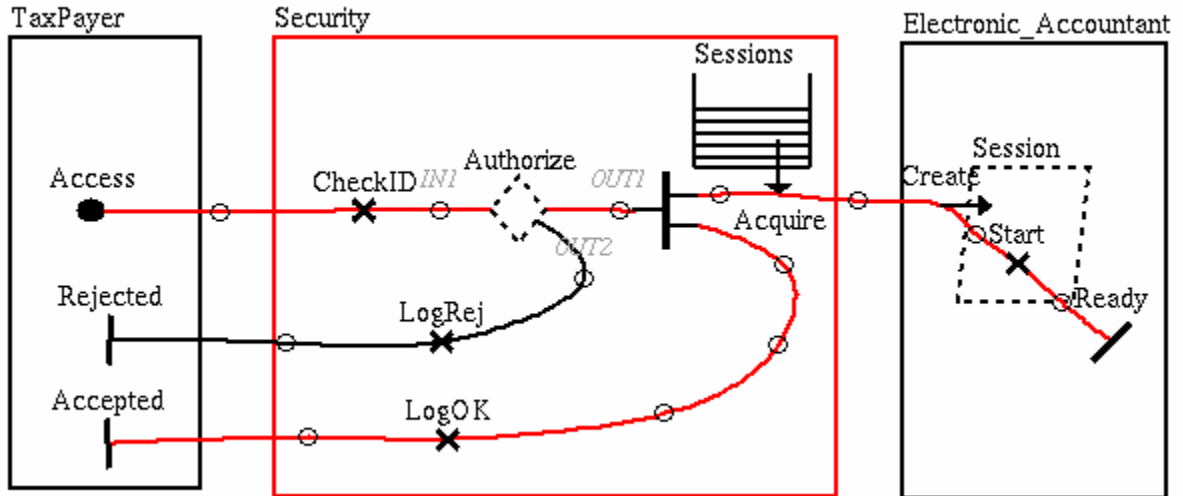 TaxPayer
Security
Electronic_Accountant
Sessions
Access
CheckID
IN1
Authorize
OUT1
Session
Create
Acquire
Start
OUT2
Rejected
LogRej
Ready
Accepted
LogOK